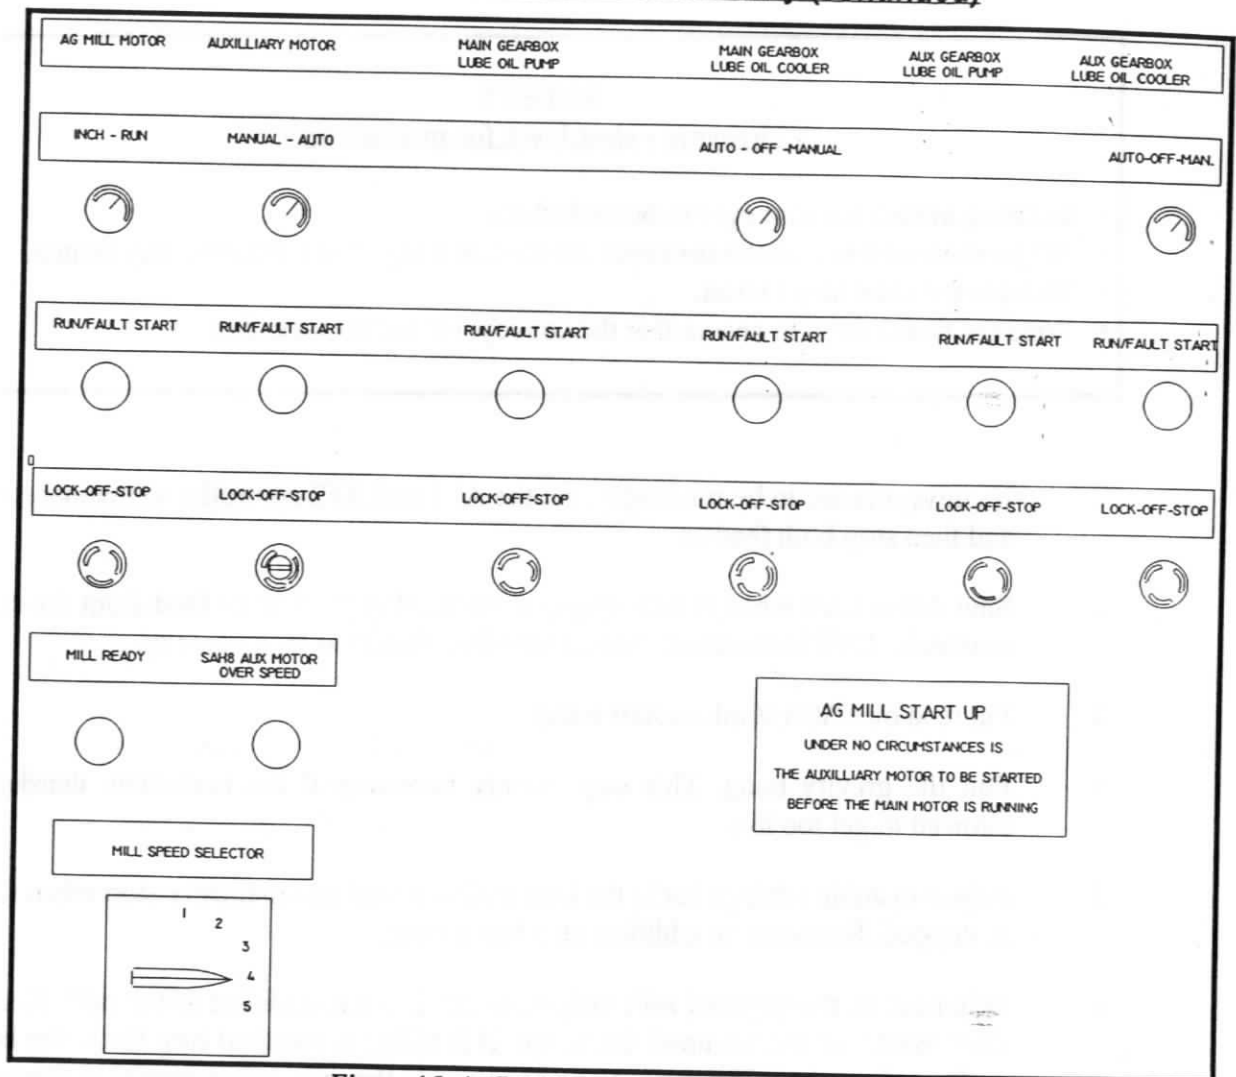 AG MILL MOTOR
AUXILLIARY MOTOR
MAIN GEARBOX
LUBE OIL PUMP
MAIN GEARBOX
LUBE OIL COOLER
AUX GEARBOX
LUBE OIL PUMP
AUX GEARBOX
LUBE OIL COOLER
INCH - RUN
MANUAL - AUTO
AUTO - OFF -MANUAL
AUTO-OFF-MAN.
RUN/FAULT START
RUN/FAULT START
RUN/FAULT START
RUN/FAULT START
RUN/FAULT START
RUN/FAULT START
LOCK-OFF-STOP
LOCK-OFF-STOP
LOCK-OFF-STOP
LOCK-OFF-STOP
LOCK-OFF-STOP
LOCK-OFF-STOP
MILL READY
SAH8 AUX MOTOR
OVER SPEED
AG MILL START UP
UNDER NO CIRCUMSTANCES IS
THE AUXILLIARY MOTOR TO BE STARTED
BEFORE THE MAIN MOTOR IS RUNNING
MILL SPEED SELECTOR
1
2
3
4
5